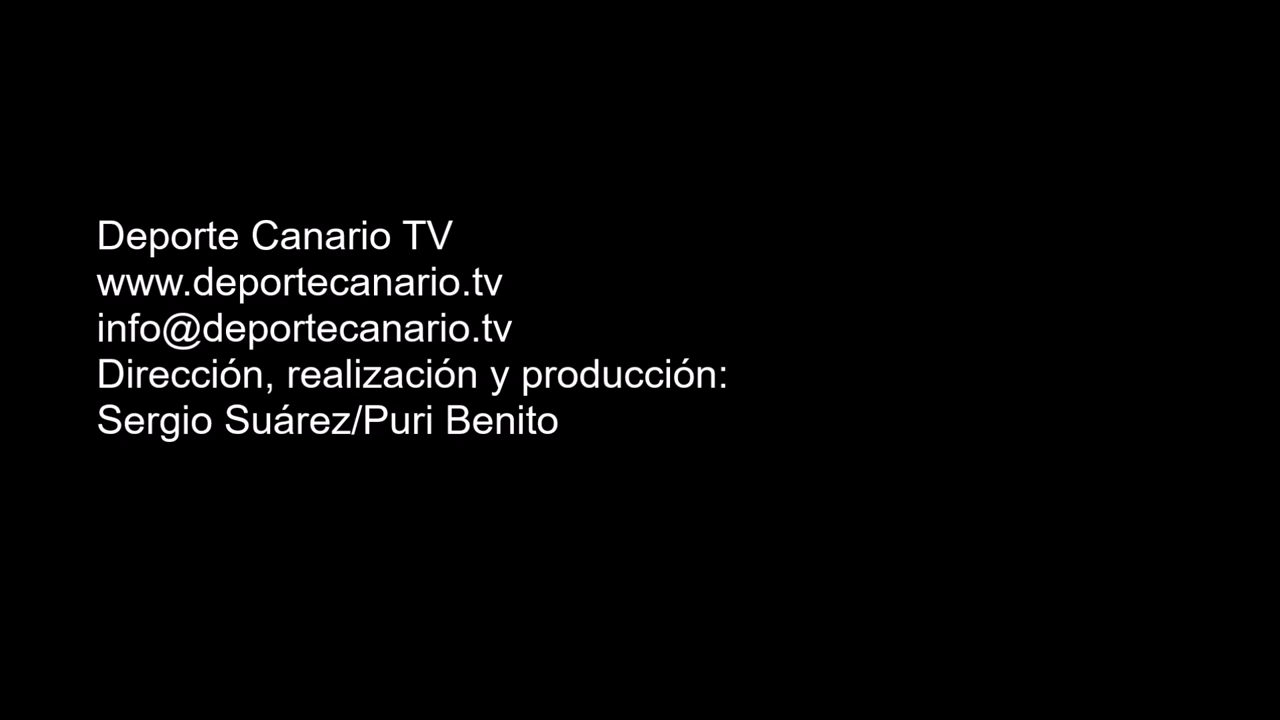 Deporte Canario TV
www.deportecanario.tv
info@deportecanario.tv
Dirección, realización y producción:
Sergio Suárez/Puri Benito